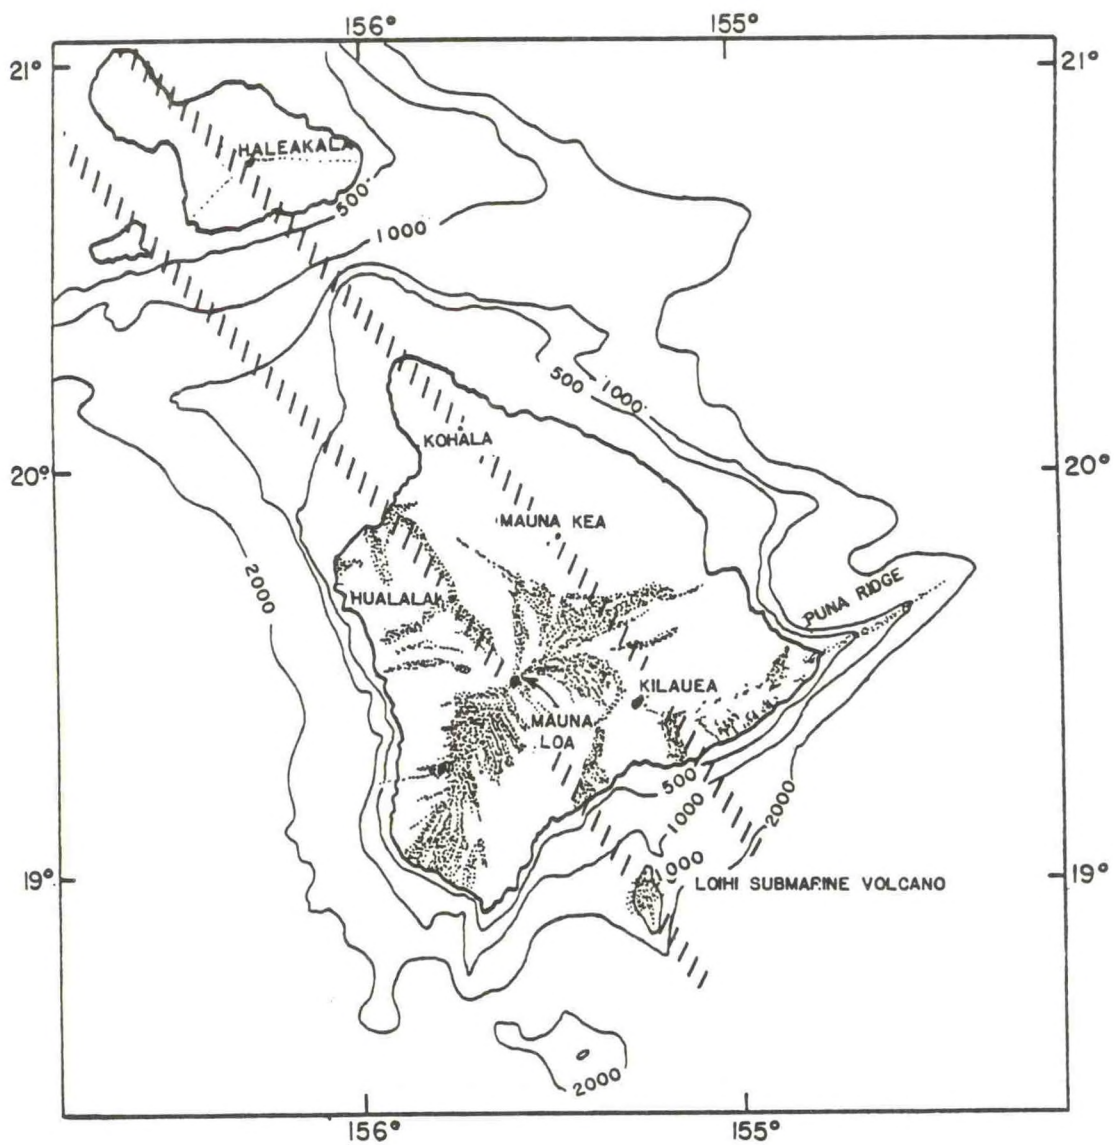 156°
155°
21°
21°
HALEAKALA
500
1000
500
1000
KOHALA
20°
20°
MAUNA KEA
2000
PUNA RIDGE
HUALALAI
KILAUEA
MAUNA
LOA
500
1000
2000
1000
19°
LOIHI SUBMARINE VOLCANO
19°
2000
156°
155°